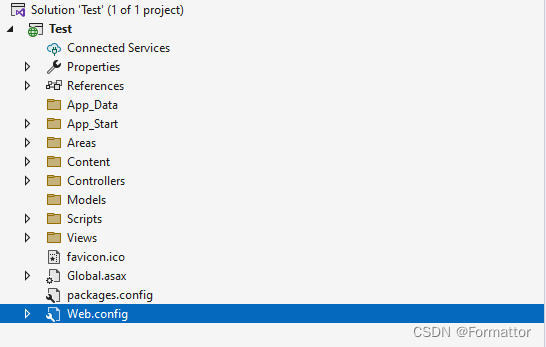 Solution 'Test' (1 of 1 project)
Test
Connected Services
Properties
References
App_Data
App_Start
Areas
Content
Controllers
Models
Scripts
Views
favicon.ico
Global.asax
packages.config
Web.config
CSDN @Formattor